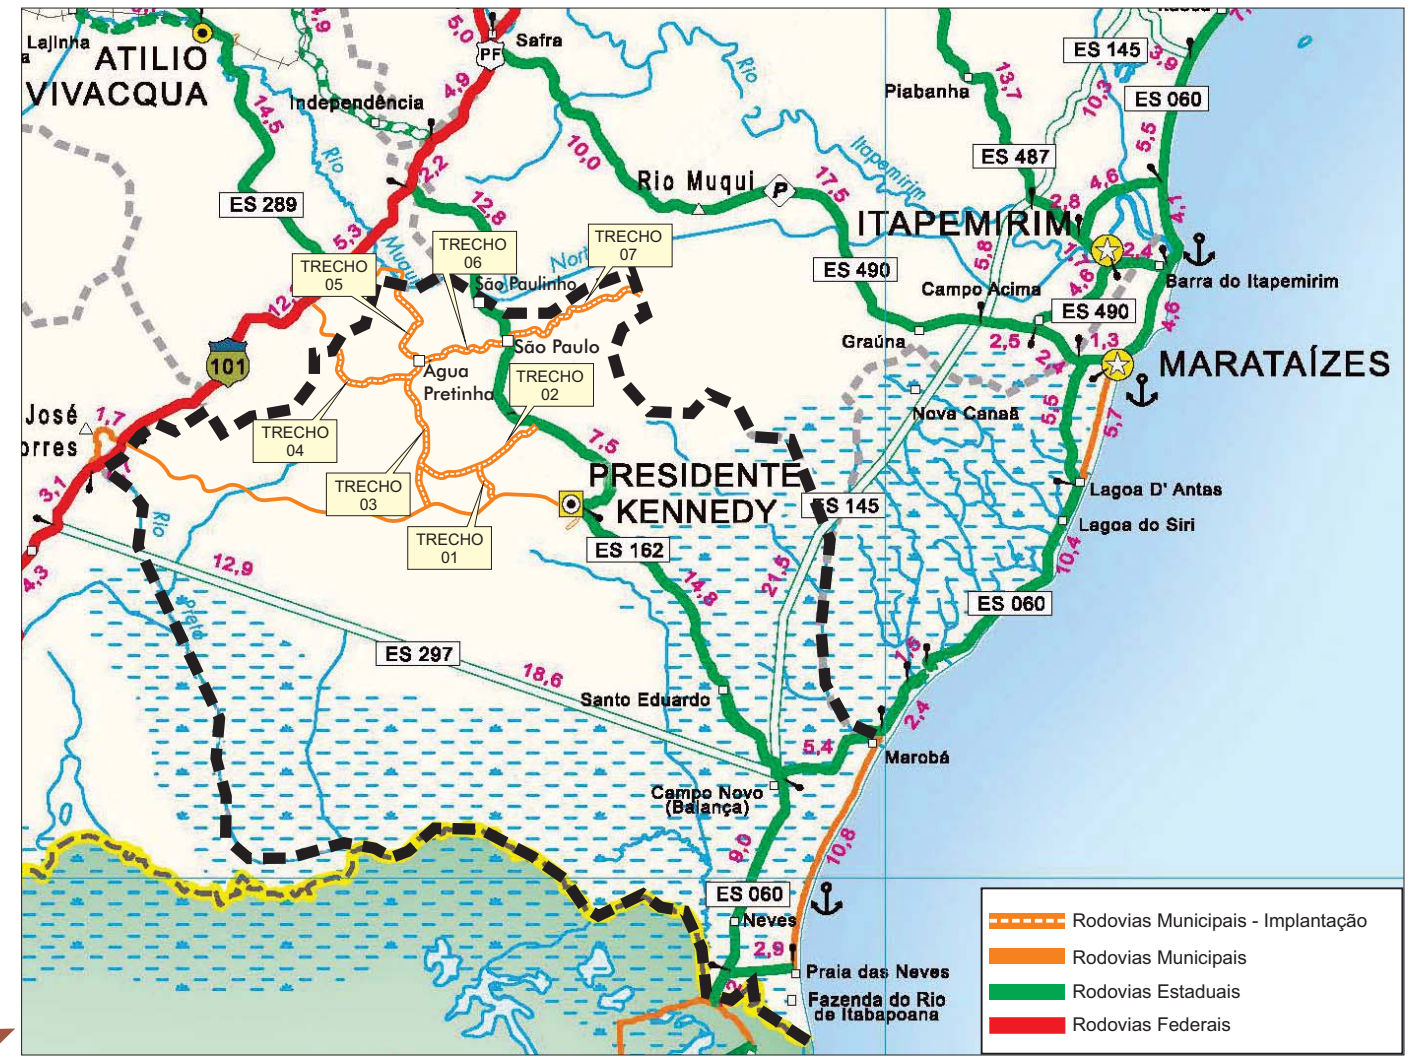 Lajinha
ATILIO
VIVACQUA
14,5
4,9
5,0
Safra
PF
4,9
Independência
2,2
10,0
Rio
ES 289
5,3
Muqui
12,8
Rio Muqui
P
17,5
Rio
Itapemirim
Piabanha
13,7
ES 145
3,9
10,3
ES 060
5,5
ES 487
4,6
2,8
4,1
ITAPEMIRIM
1,7
2,4
4,6
Barra do Itapemirim
5,8
ES 490
Campo Acima
ES 490
4,6
Graúna
2,5
2,4
1,3
MARATAÍZES
TRECHO
05
TRECHO
06
TRECHO
07
São Paulinho
São Paulo
Água
Pretinha
TRECHO
02
101
José
1,7
TRECHO
04
TRECHO
03
TRECHO
01
7,5
PRESIDENTE
KENNEDY
ES 162
ES 145
Nova Canaã
5,5
5,7
Lagoa D' Antas
Lagoa do Siri
10,4
ES 060
3,1
4,3
Rio
Preto
12,9
ES 297
18,6
14,8
21,5
Santo Eduardo
1,5
2,4
5,4
Marobá
Campo Novo
(Balança)
9,0
10,8
ES 060
Neves
2,9
Praia das Neves
Fazenda do Rio
de Itabapoana
Rodovias Municipais - Implantação
Rodovias Municipais
Rodovias Estaduais
Rodovias Federais